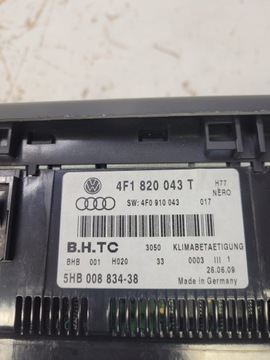 4F1 820 043 T H77
NERO
SW: 4F0 910 043 017
B.H.TC 3050 KLIMABETAETIGUNG
BHB 001 H020 33 0003 III 1
26.06.09
5HB 008 834-38 Made in Germany